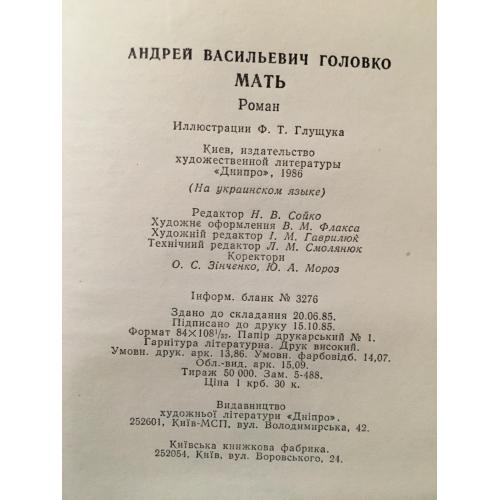 АНДРЕЙ ВАСИЛЬЕВИЧ ГОЛОВКО
МАТЬ
Роман
Иллюстрации Ф. Т. Глущука
Киев, издательство
художественной литературы
«Дніпро», 1986
(На украинском языке)
Редактор Н. В. Сойко
Художнє оформлення В. М. Флакса
Художній редактор І. М. Гаврилюк
Технічний редактор Л. М. Смолянюк
Коректори
О. С. Зінченко, Ю. А. Мороз
Інформ. бланк № 3276
Здано до складання 20.06.85.
Підписано до друку 15.10.85.
Формат 84×108¹/₃₂. Папір друкарський № 1.
Гарнітура літературна. Друк високий.
Умовн. друк. арк. 13,86. Умовн. фарбовідб. 14,07.
Обл.-вид. арк. 15,09.
Тираж 50 000. Зам. 5-488.
Ціна 1 крб. 30 к.
Видавництво
художньої літератури «Дніпро».
252601, Київ-МСП, вул. Володимирська, 42.
Київська книжкова фабрика.
252054, Київ, вул. Воровського, 24.